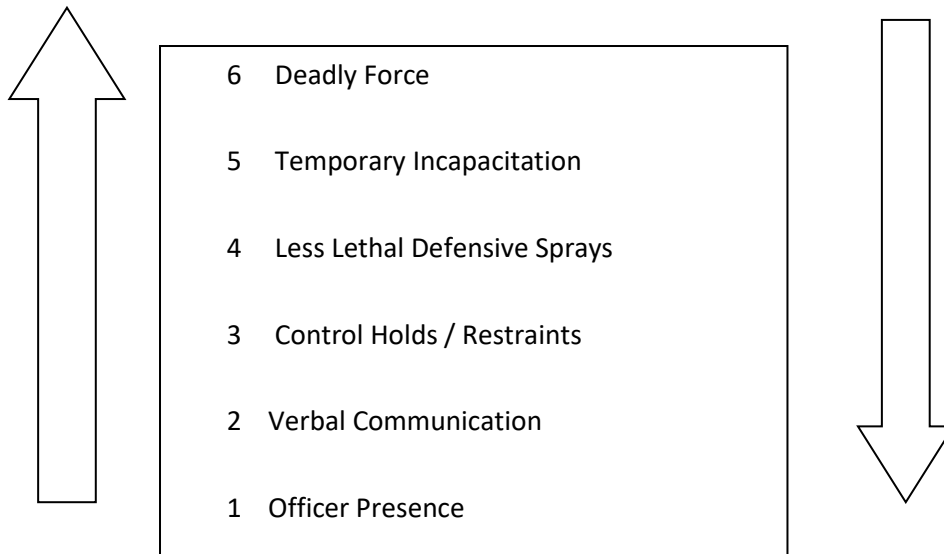 6 Deadly Force
5 Temporary Incapacitation
4 Less Lethal Defensive Sprays
3 Control Holds / Restraints
2 Verbal Communication
1 Officer Presence